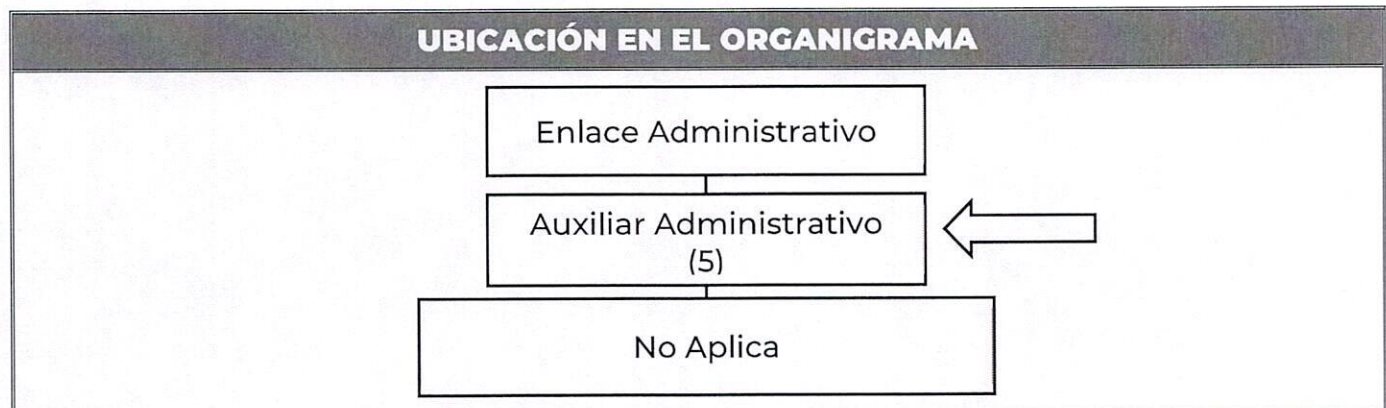 UBICACIÓN EN EL ORGANIGRAMA
Enlace Administrativo
Auxiliar Administrativo
(5)
No Aplica